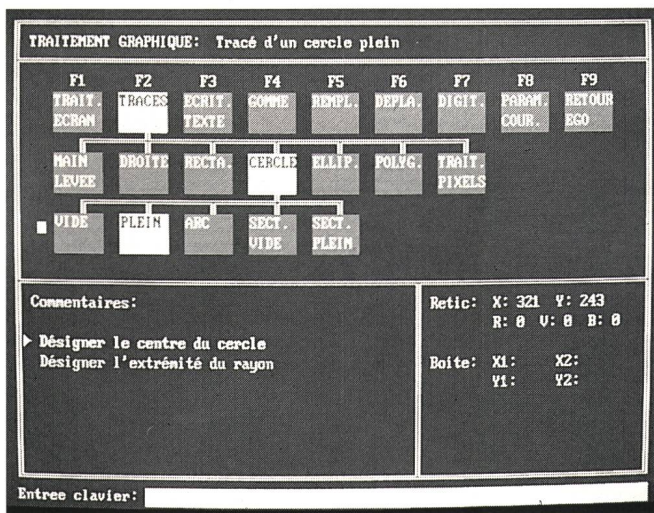 TRAITEMENT GRAPHIQUE: Tracé d'un cercle plein
F1 F2 F3 F4 F5 F6 F7 F8 F9
TRAIT. TRACES ECRIT. GOMME REMPL. DEPLA. DIGIT. PARAM. RETOUR
ECRAN TEXTE COUR. EGO
MAIN DROITE RECTA. CERCLE ELLIP. POLYG. TRAIT.
LEVEE PIXELS
VIDE PLEIN ARC SECT. SECT.
VIDE PLEIN
Commentaires:
Désigner le centre du cercle
Désigner l'extrémité du rayon
Retic: X: 321 Y: 243
R: 0 V: 0 B: 0
Boite: X1: X2:
Y1: Y2:
Entree clavier: